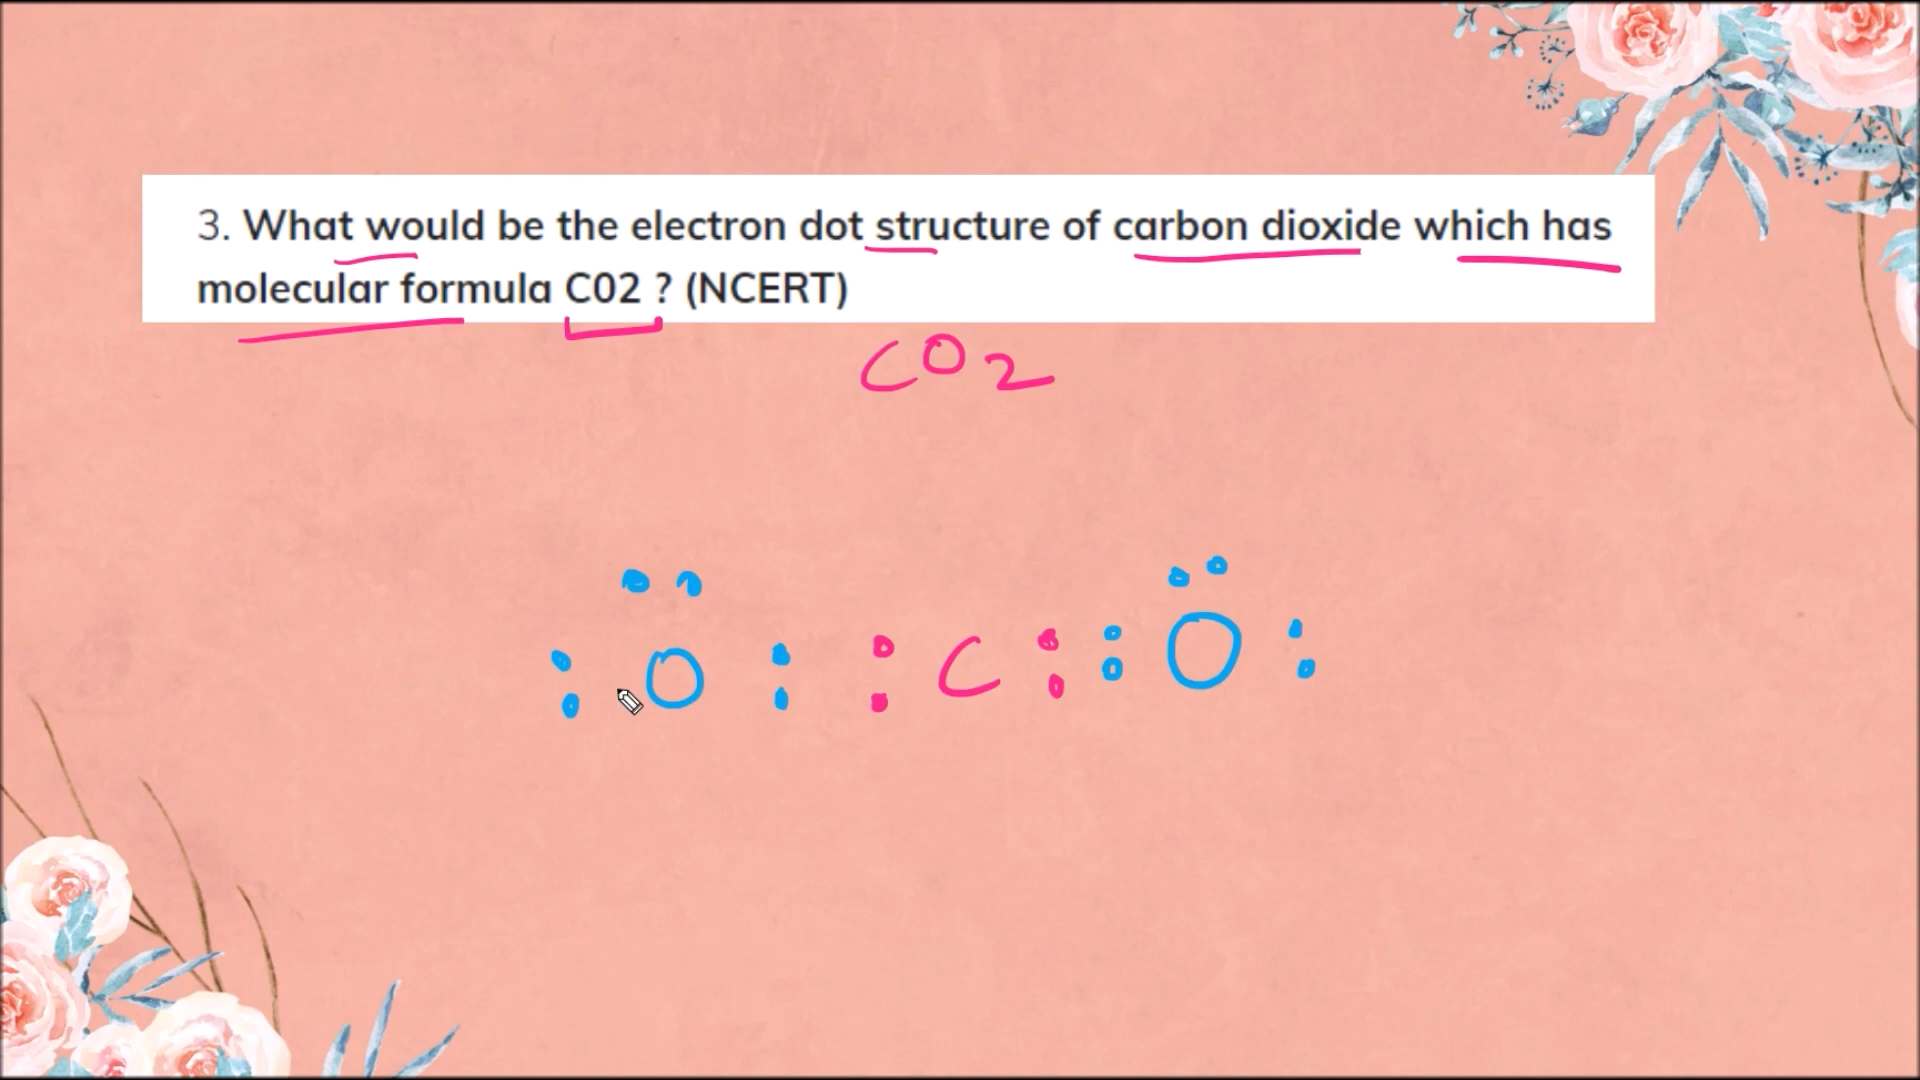 3. What would be the electron dot structure of carbon dioxide which has
molecular formula C02 ? (NCERT)
CO2
O C O